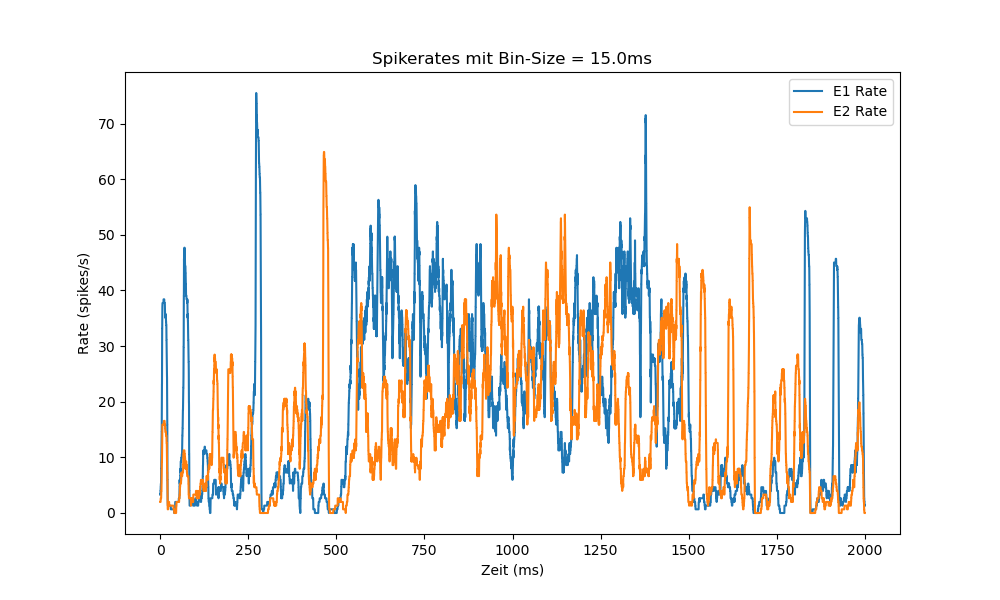 Spikerates mit Bin-Size = 15.0ms
E1 Rate
E2 Rate
Rate (spikes/s)
70
60
50
40
30
20
10
0
0 250 500 750 1000 1250 1500 1750 2000
Zeit (ms)